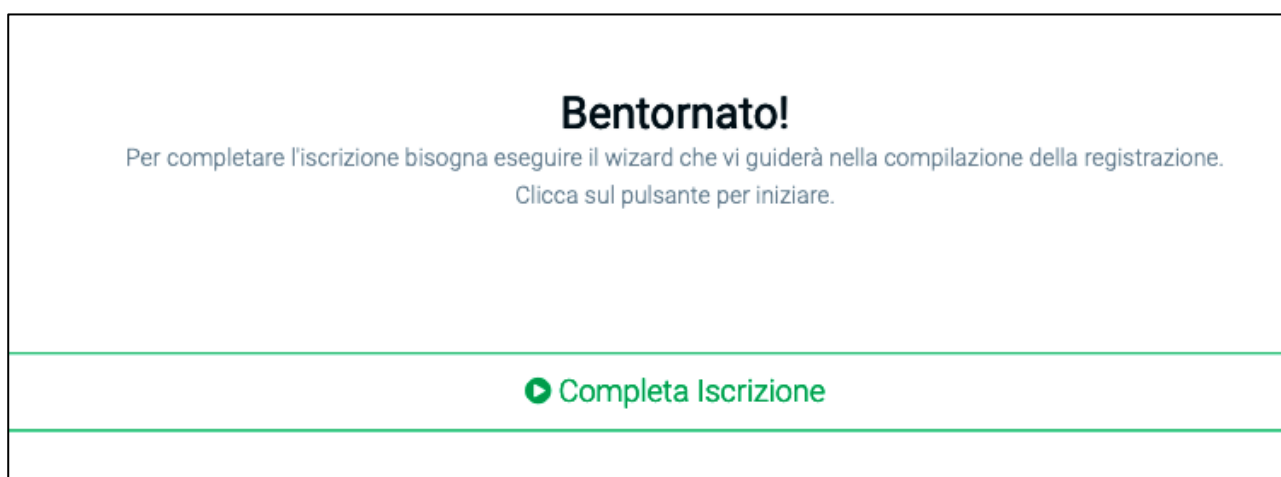 Bentornato!
Per completare l'iscrizione bisogna eseguire il wizard che vi guiderà nella compilazione della registrazione.
Clicca sul pulsante per iniziare.
Completa Iscrizione